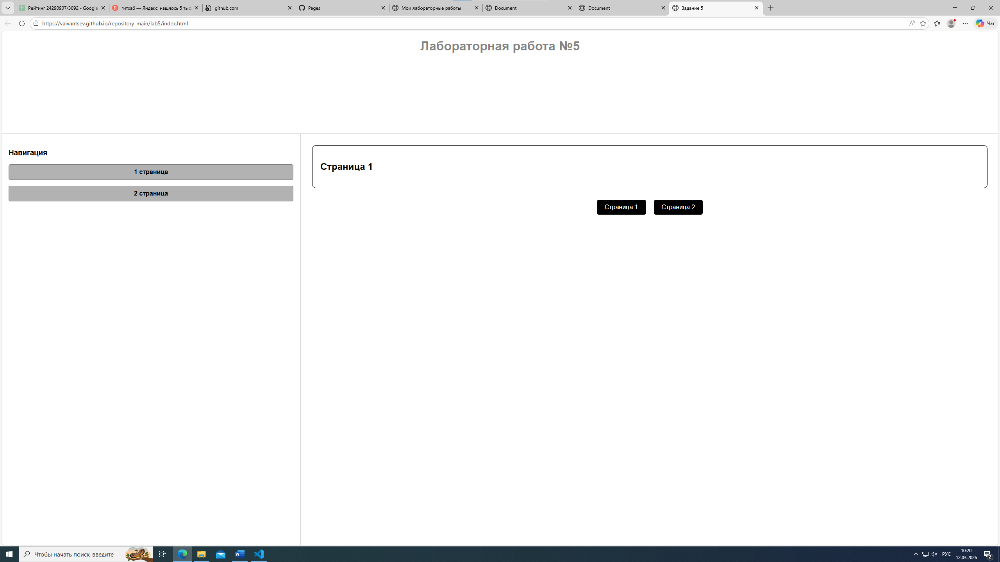 Рейтинг 24290907/3092 - Google
гитхаб — Яндекс: нашлось 5 тыс.
github.com
Pages
Мои лабораторные работы
Document
Document
Задание 5
https://vaivantsev.github.io/repository-main/lab5/index.html
Чат
Лабораторная работа №5
Навигация
1 страница
2 страница
Страница 1
Страница 1
Страница 2
Чтобы начать поиск, введите
РУС
10:20
12.03.2026
2